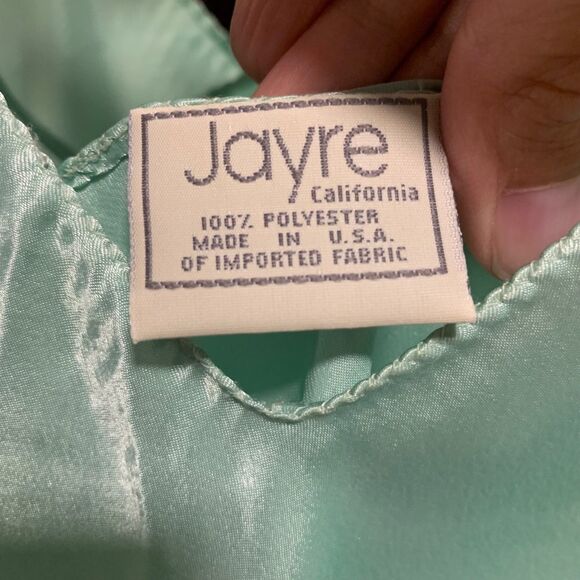 Jayre
California
100% POLYESTER
MADE IN U.S.A.
OF IMPORTED FABRIC